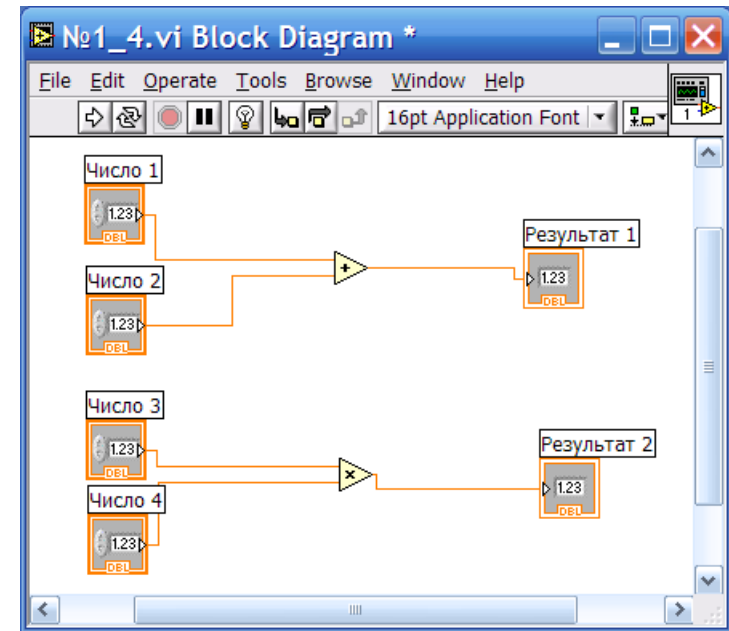 №1_4.vi Block Diagram *
File Edit Operate Tools Browse Window Help
16pt Application Font
1
Число 1
1.23
DBL
Результат 1
1.23
DBL
Число 2
1.23
DBL
Число 3
1.23
DBL
Результат 2
1.23
DBL
Число 4
1.23
DBL